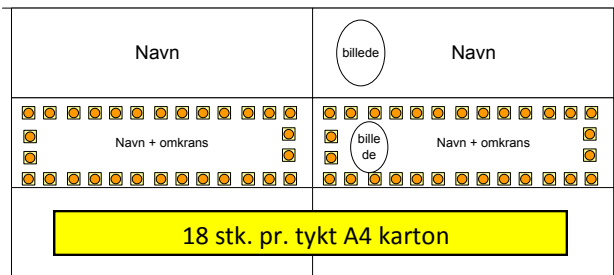 Navn
billede
Navn
Navn + omkrans
bille
de
Navn + omkrans
18 stk. pr. tykt A4 karton